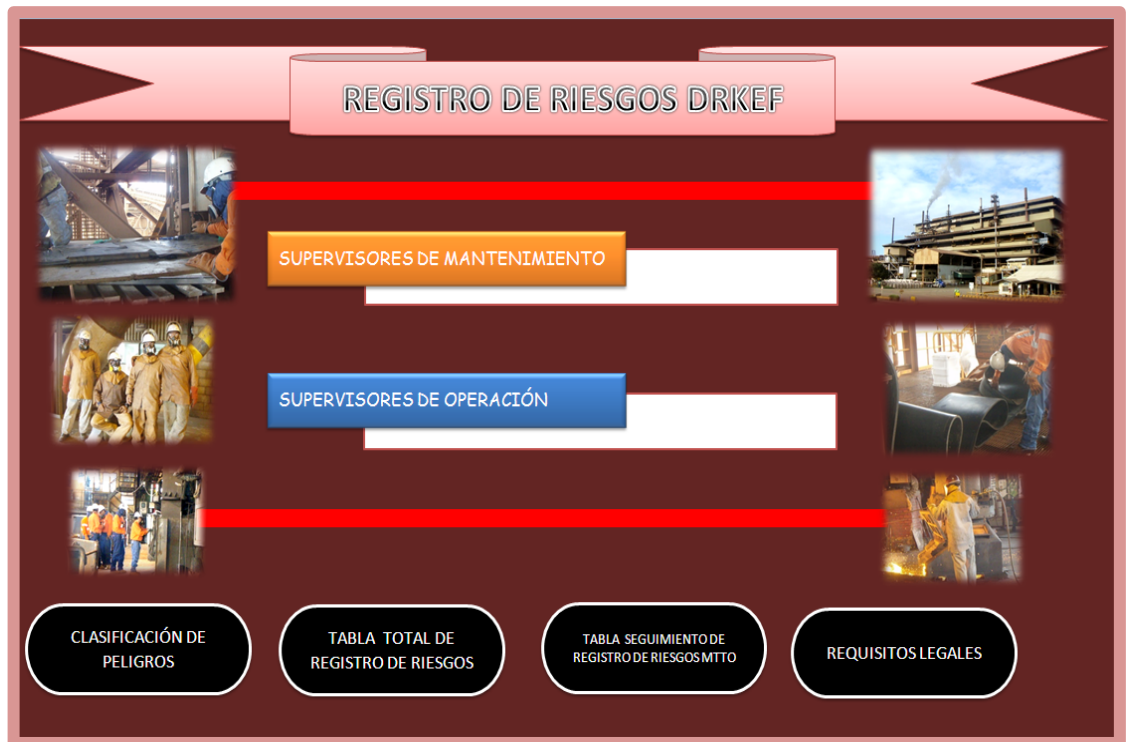 REGISTRO DE RIESGOS DRKEF
SUPERVISORES DE MANTENIMIENTO
SUPERVISORES DE OPERACIÓN
CLASIFICACIÓN DE
PELIGROS
TABLA TOTAL DE
REGISTRO DE RIESGOS
TABLA SEGUIMIENTO DE
REGISTRO DE RIESGOS MTTO
REQUISITOS LEGALES